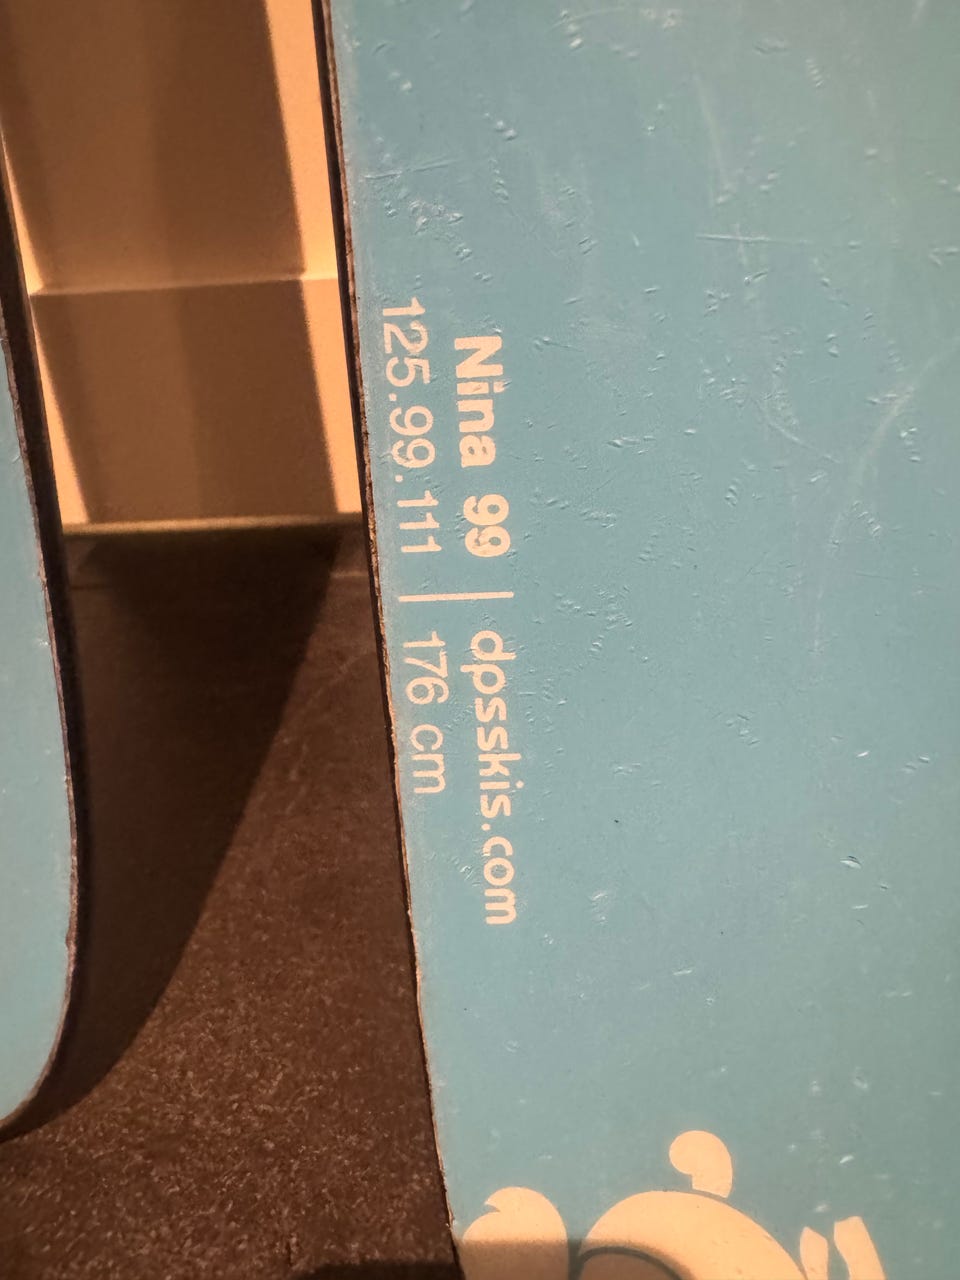 Nina 99 | dpsskis.com
125.99.111 | 176 cm